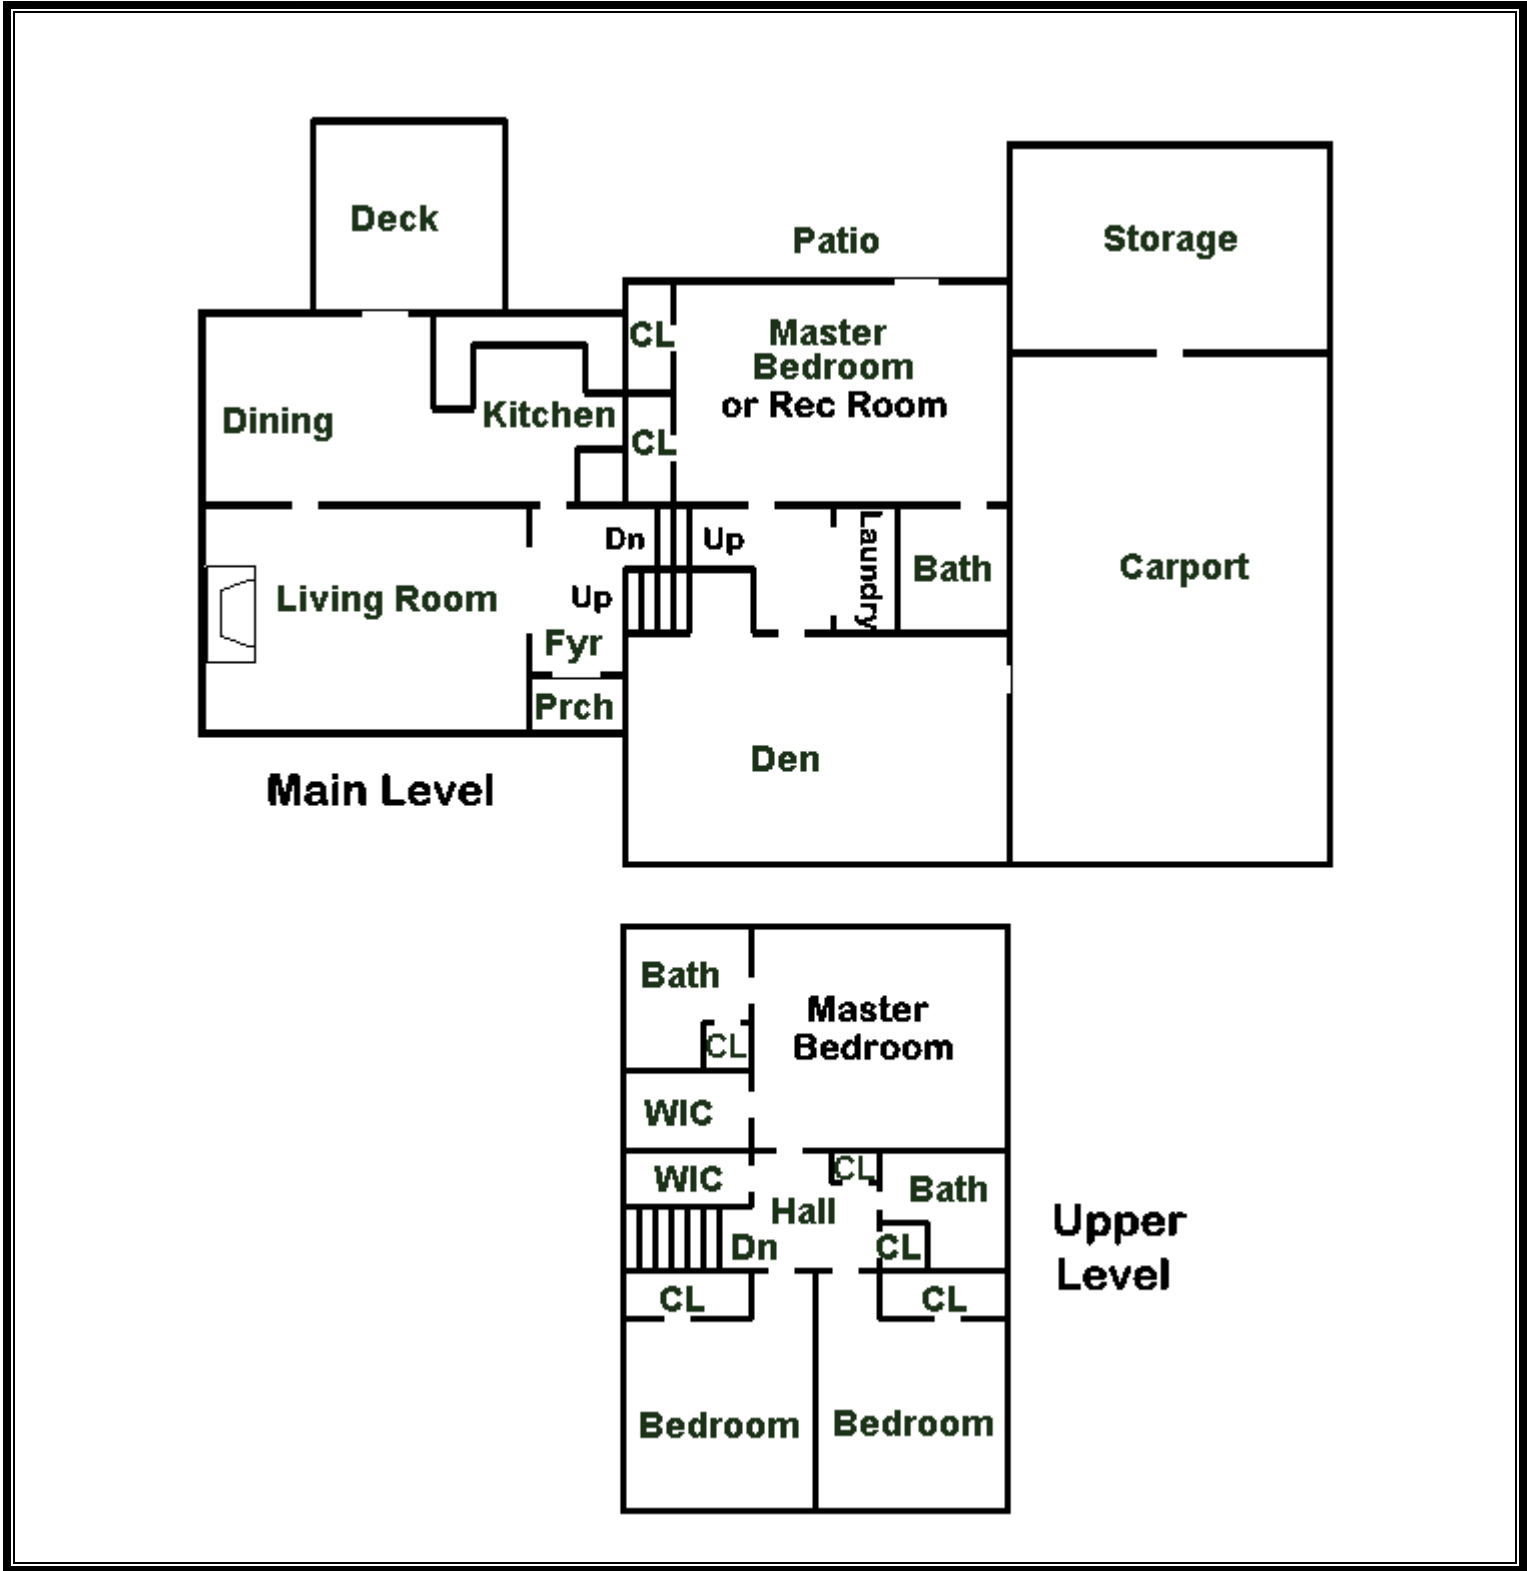 Deck
Patio
Storage
CL
Master
Bedroom
or Rec Room
Dining
Kitchen
CL
Dn
Up
Laundry
Bath
Carport
Living Room
Up
Fyr
Prch
Den
Main Level
Bath
CL
Master
Bedroom
WIC
WIC
CL
Bath
Hall
Dn
CL
Upper
Level
CL
CL
Bedroom
Bedroom